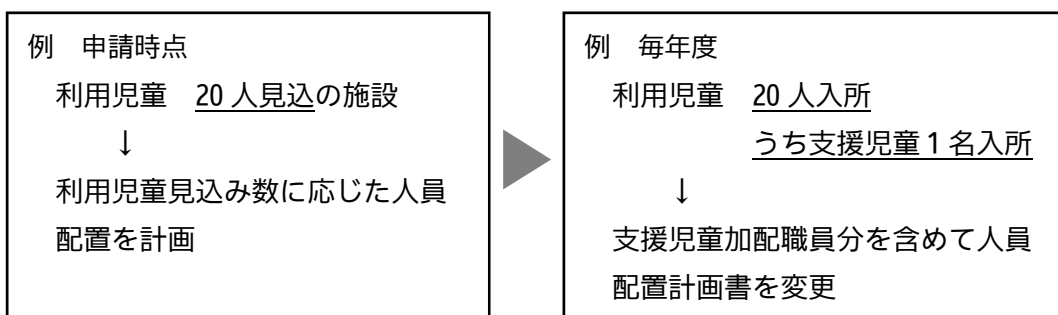 例　申請時点
利用児童　20人見込の施設
↓
利用児童見込み数に応じた人員
配置を計画
例　毎年度
利用児童　20人入所
うち支援児童1名入所
↓
支援児童加配職員分を含めて人員
配置計画書を変更